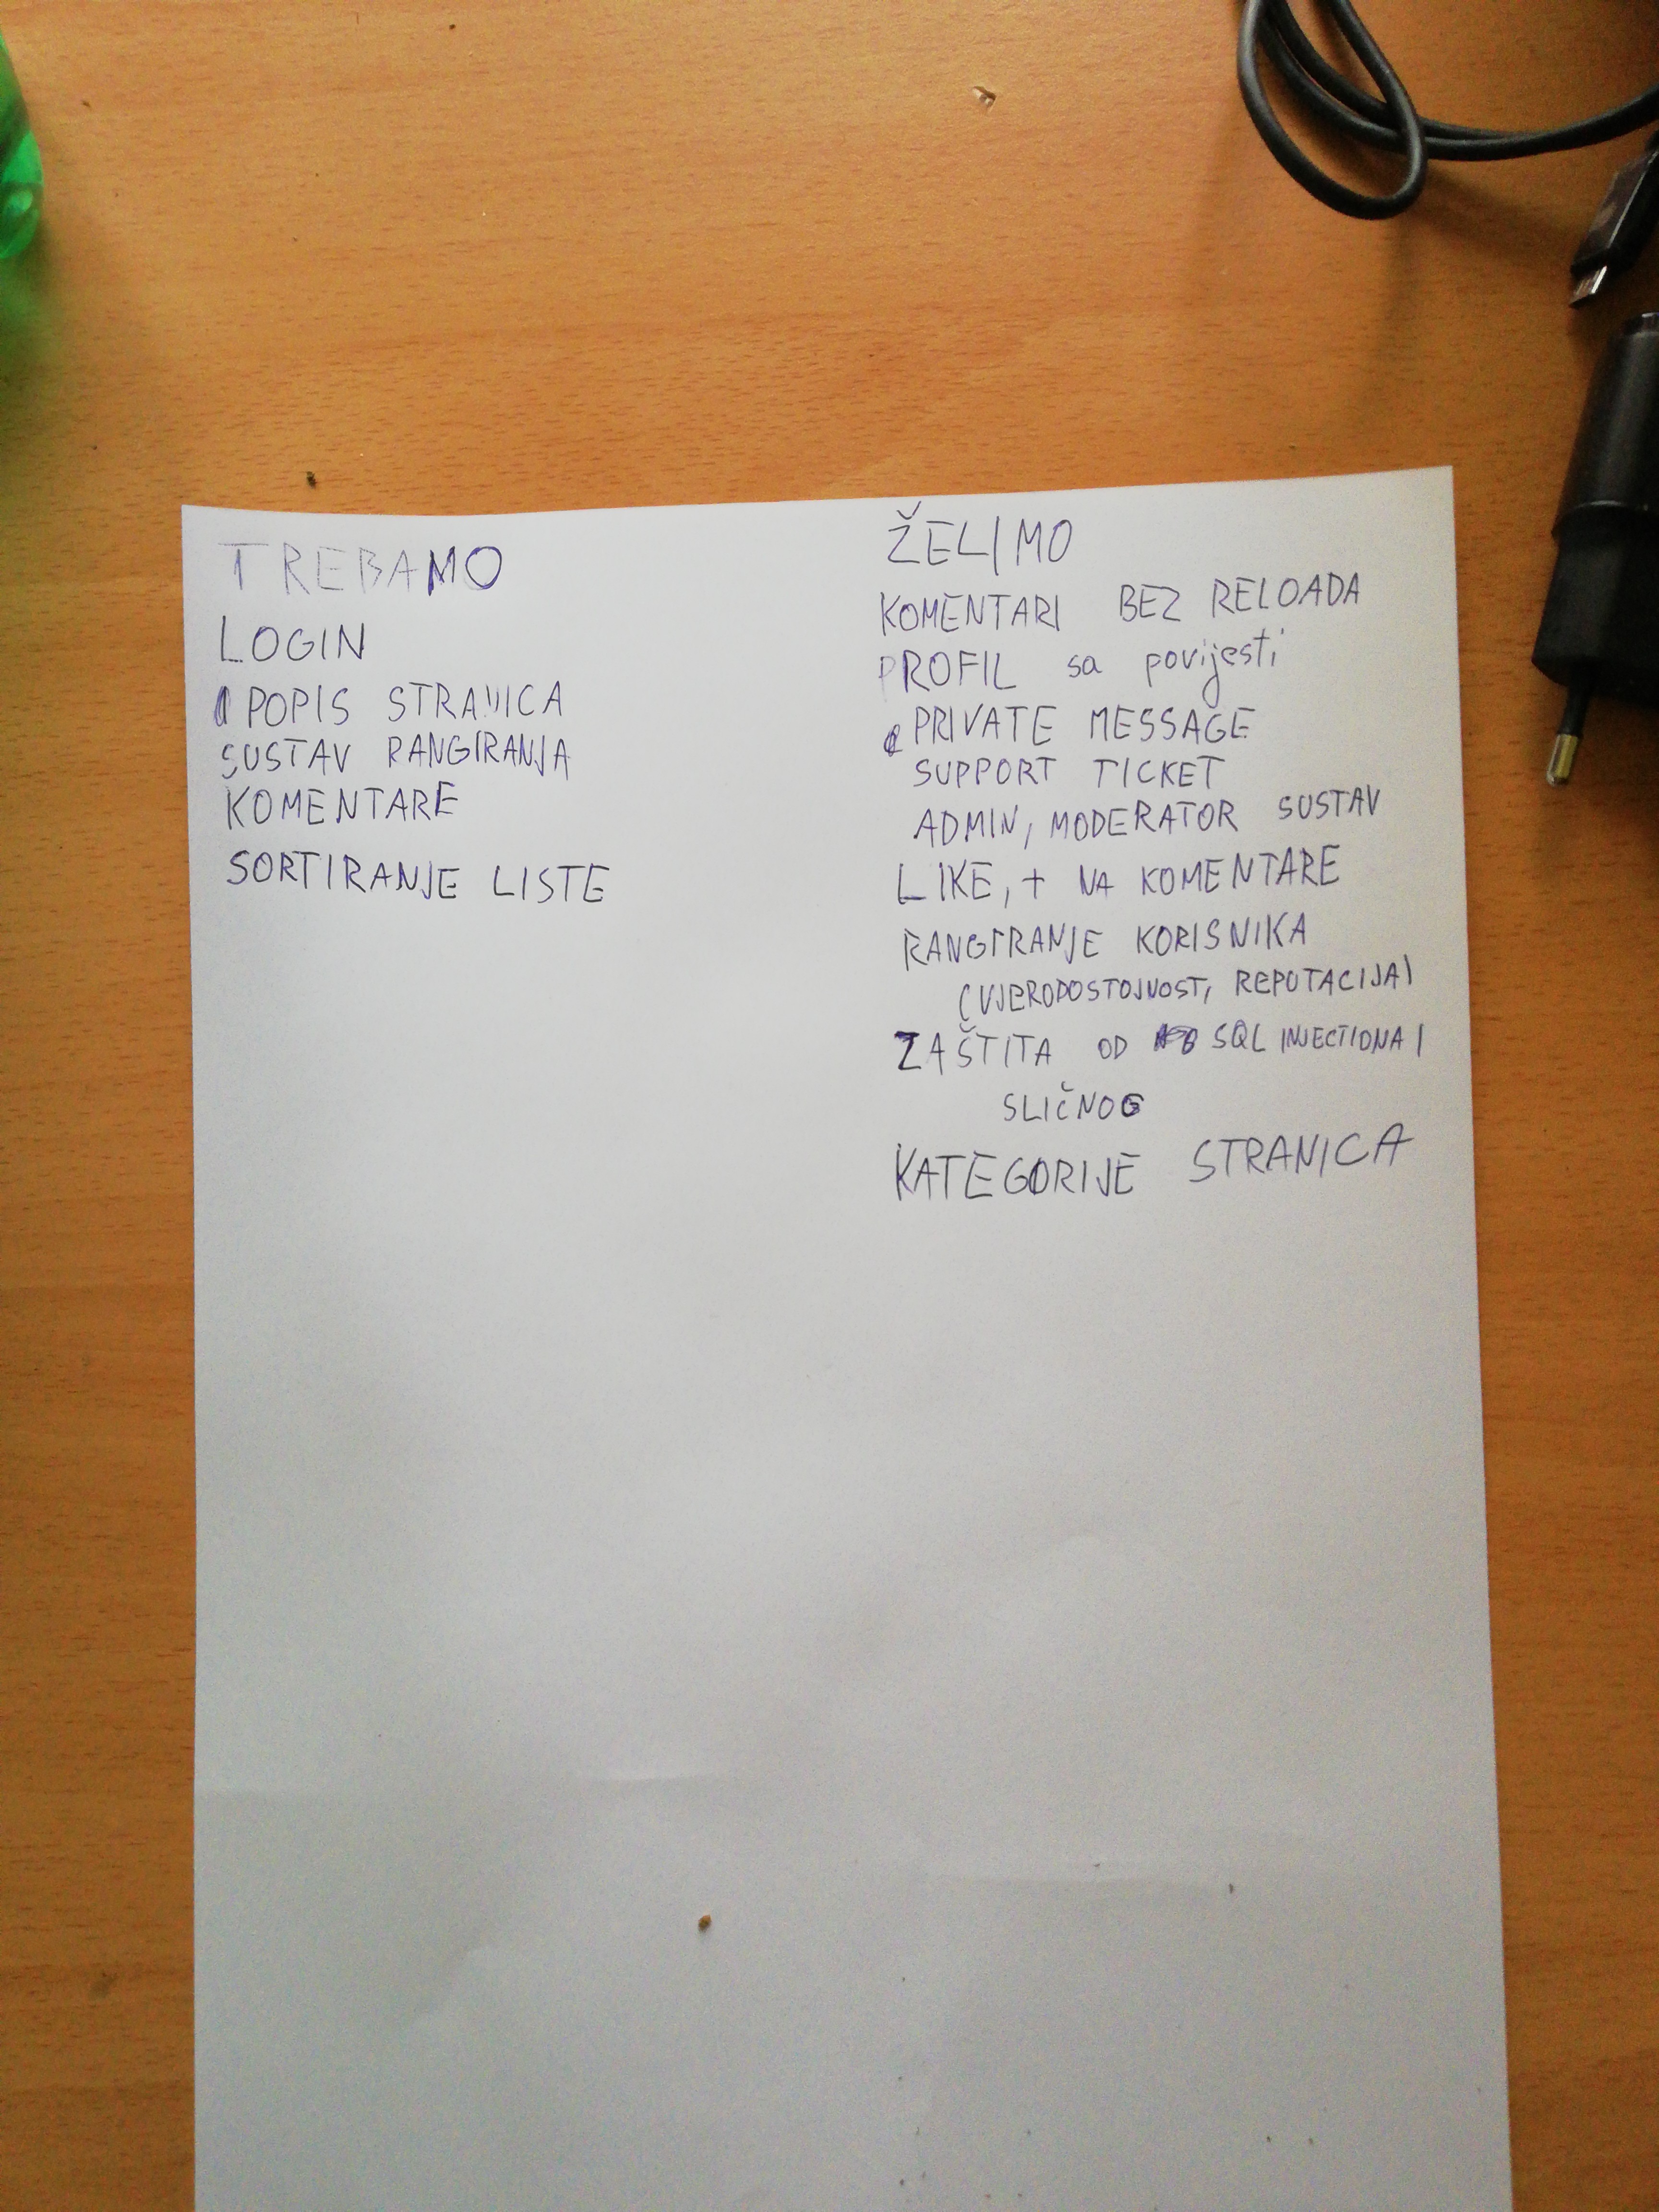 TREBAMO
LOGIN
POPIS STRANICA
SUSTAV RANGIRANJA
KOMENTARE
SORTIRANJE LISTE
ŽELIMO
KOMENTARI BEZ RELOADA
PROFIL sa povijesti
PRIVATE MESSAGE
SUPPORT TICKET
ADMIN, MODERATOR SUSTAV
LIKE, + NA KOMENTARE
RANGIRANJE KORISNIKA
(VJERODOSTOJNOST, REPUTACIJA)
ZAŠTITA OD SQL INJECTIONA I
SLIČNOG
KATEGORIJE STRANICA